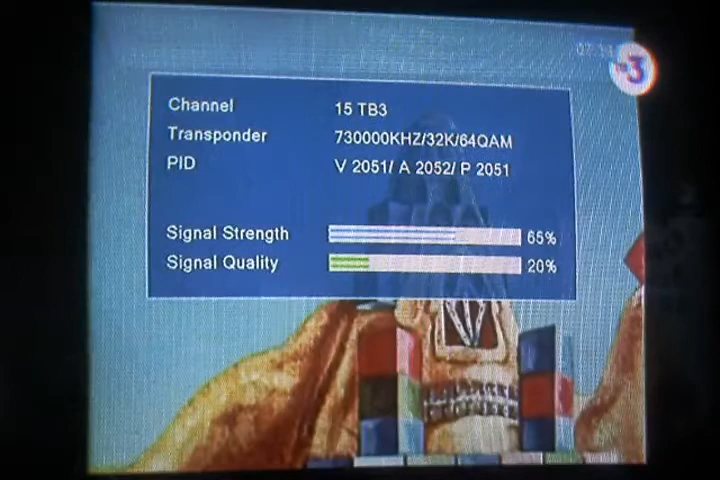 Channel 15 TB3
Transponder 730000KHZ/32K/64QAM
PID V 2051/ A 2052/ P 2051
Signal Strength 65%
Signal Quality 20%